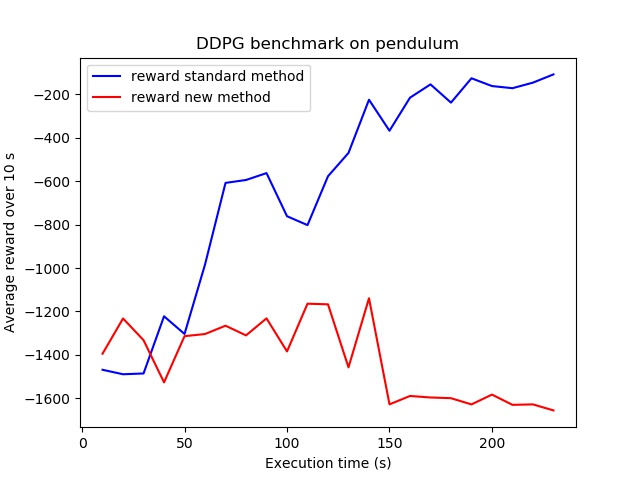 DDPG benchmark on pendulum
reward standard method
reward new method
Average reward over 10 s
−200
−400
−600
−800
−1000
−1200
−1400
−1600
0
50
100
150
200
Execution time (s)